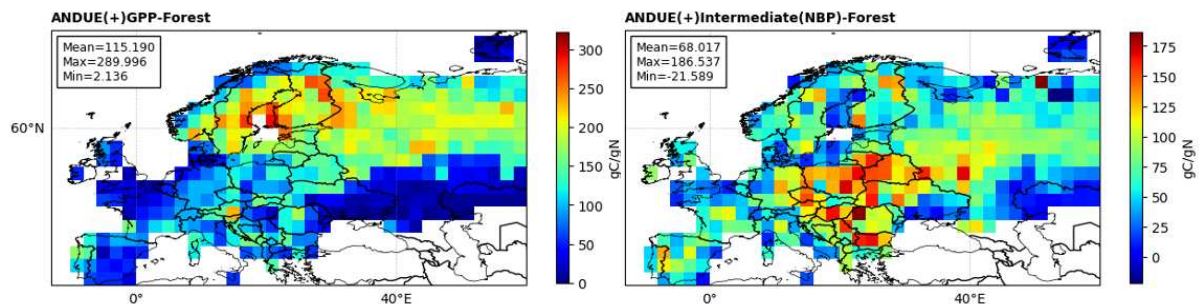 ANDUE(+)GPP-Forest
Mean=115.190
Max=289.996
Min=2.136
60°N
0°
40°E
300
250
200
150
100
50
0
gC/gN
ANDUE(+)Intermediate(NBP)-Forest
Mean=68.017
Max=186.537
Min=-21.589
0°
40°E
175
150
125
100
75
50
25
0
gC/gN